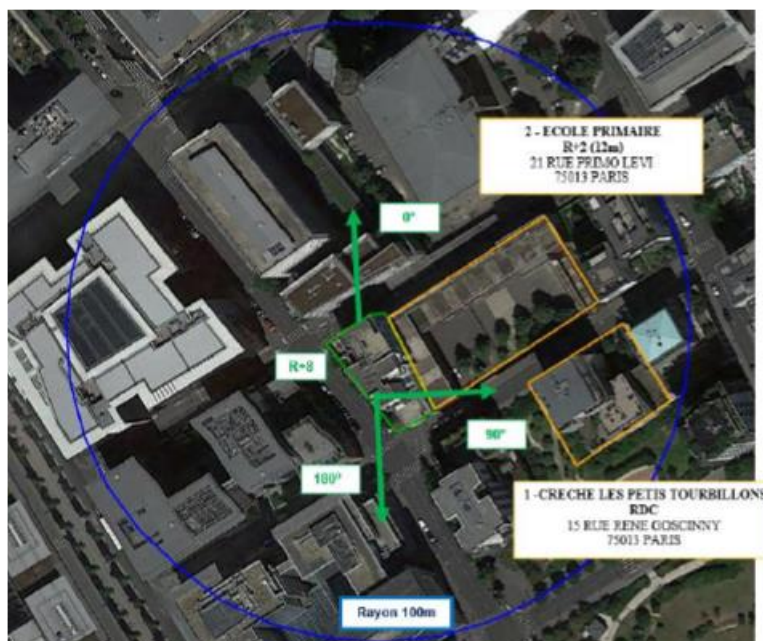 2 - ECOLE PRIMAIRE
R+2 (12m)
21 RUE PRIMO LEVI
75013 PARIS
0°
R+8
90°
180°
1 -CRECHE LES PETIS TOURBILLONS
RDC
15 RUE RENE GOSCINNY
75013 PARIS
Rayon 100m